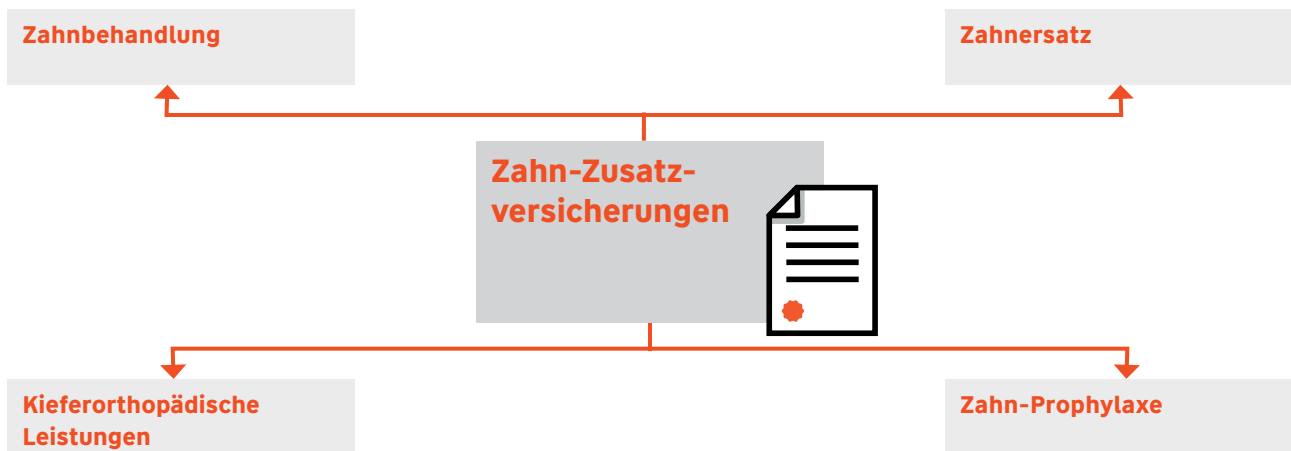 Zahnbehandlung
Zahnersatz
Zahn-Zusatz-
versicherungen
Kieferorthopädische
Leistungen
Zahn-Prophylaxe